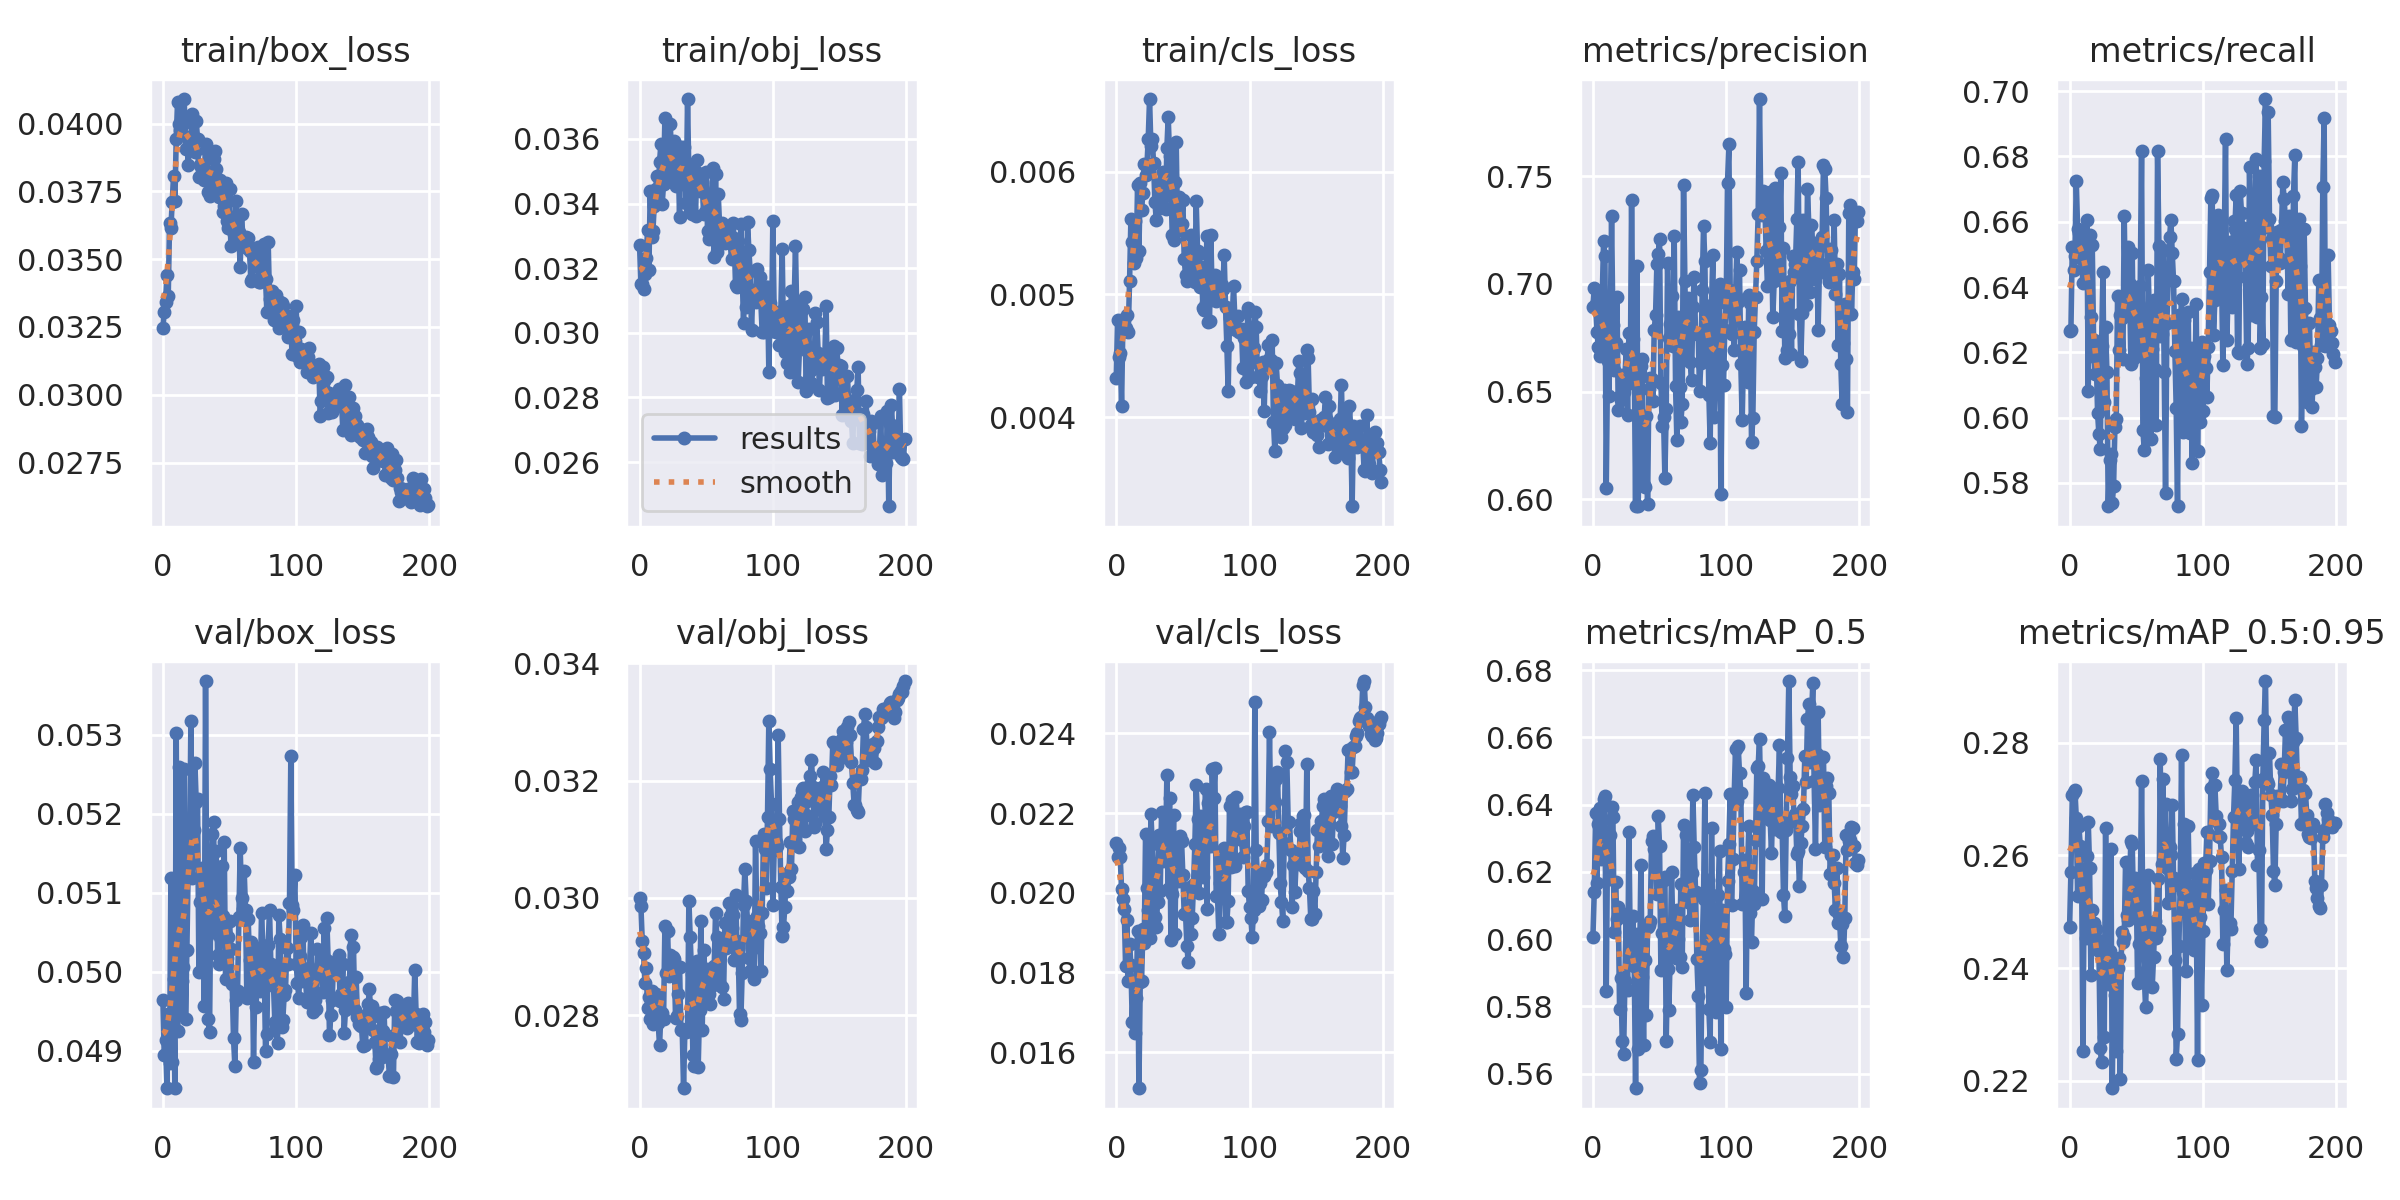 train/box_loss
train/obj_loss
train/cls_loss
metrics/precision
metrics/recall
0.0400
0.0375
0.0350
0.0325
0.0300
0.0275
0 100 200
0.036
0.034
0.032
0.030
0.028
0.026
results
smooth
0 100 200
0.006
0.005
0.004
0 100 200
0.75
0.70
0.65
0.60
0 100 200
0.70
0.68
0.66
0.64
0.62
0.60
0.58
0 100 200
val/box_loss
val/obj_loss
val/cls_loss
metrics/mAP_0.5
metrics/mAP_0.5:0.95
0.053
0.052
0.051
0.050
0.049
0 100 200
0.034
0.032
0.030
0.028
0 100 200
0.024
0.022
0.020
0.018
0.016
0 100 200
0.68
0.66
0.64
0.62
0.60
0.58
0.56
0 100 200
0.28
0.26
0.24
0.22
0 100 200